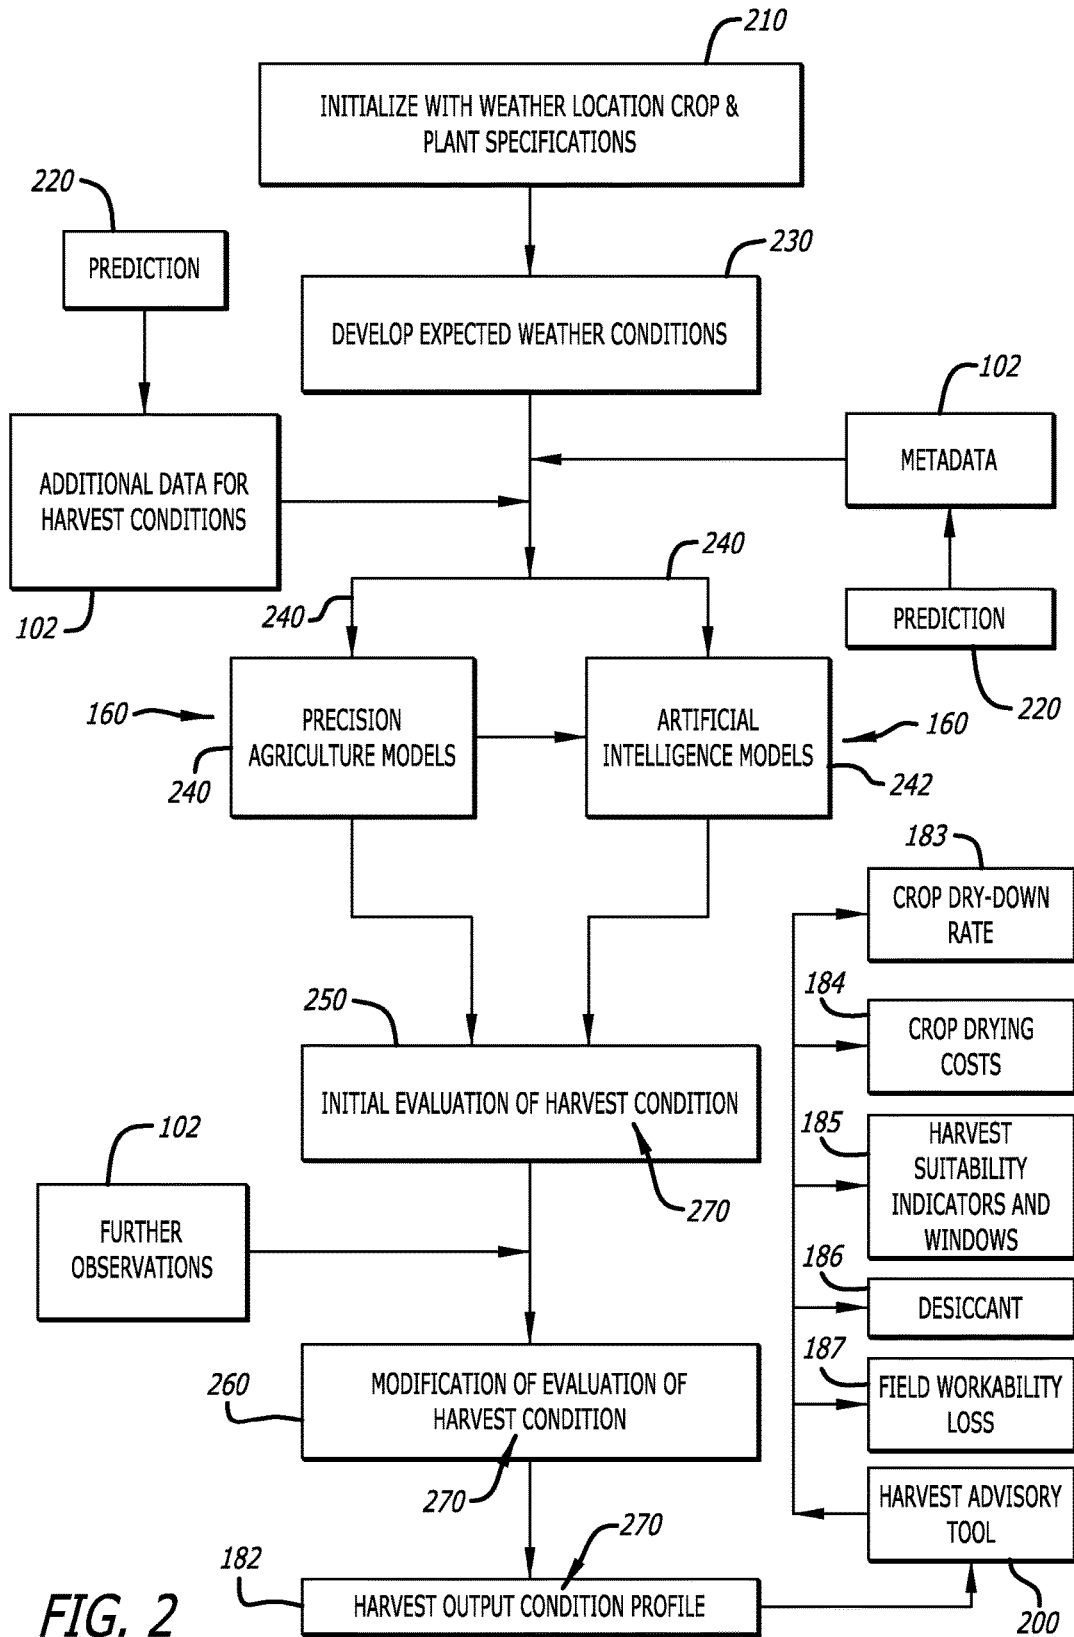 210
INITIALIZE WITH WEATHER LOCATION CROP &
PLANT SPECIFICATIONS
220
PREDICTION
230
DEVELOP EXPECTED WEATHER CONDITIONS
102
METADATA
ADDITIONAL DATA FOR
HARVEST CONDITIONS
102
240
240
PREDICTION
220
160
PRECISION
AGRICULTURE MODELS
240
ARTIFICIAL
INTELLIGENCE MODELS
160
242
183
CROP DRY-DOWN
RATE
184
CROP DRYING
COSTS
250
INITIAL EVALUATION OF HARVEST CONDITION
270
185
HARVEST
SUITABILITY
INDICATORS AND
WINDOWS
102
FURTHER
OBSERVATIONS
186
DESICCANT
187
FIELD WORKABILITY
LOSS
260
MODIFICATION OF EVALUATION OF
HARVEST CONDITION
270
HARVEST ADVISORY
TOOL
200
270
182
HARVEST OUTPUT CONDITION PROFILE
FIG. 2